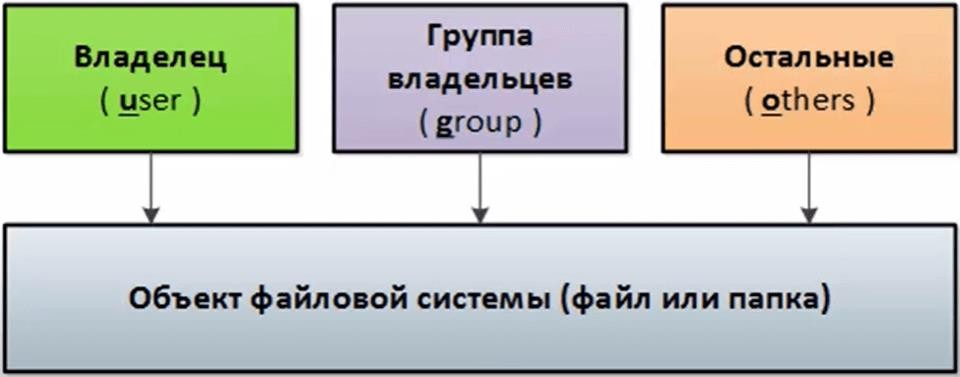 Владелец
( user )
Группа
владельцев
( group )
Остальные
( others )
Объект файловой системы (файл или папка)